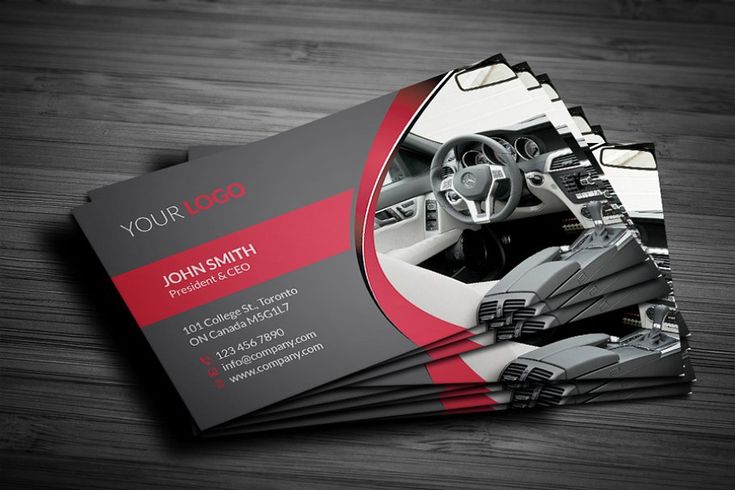 YOUR LOGO
JOHN SMITH
President & CEO
101 College St., Toronto
ON Canada M5G1L7
123 456 7890
info@company.com
www.company.com